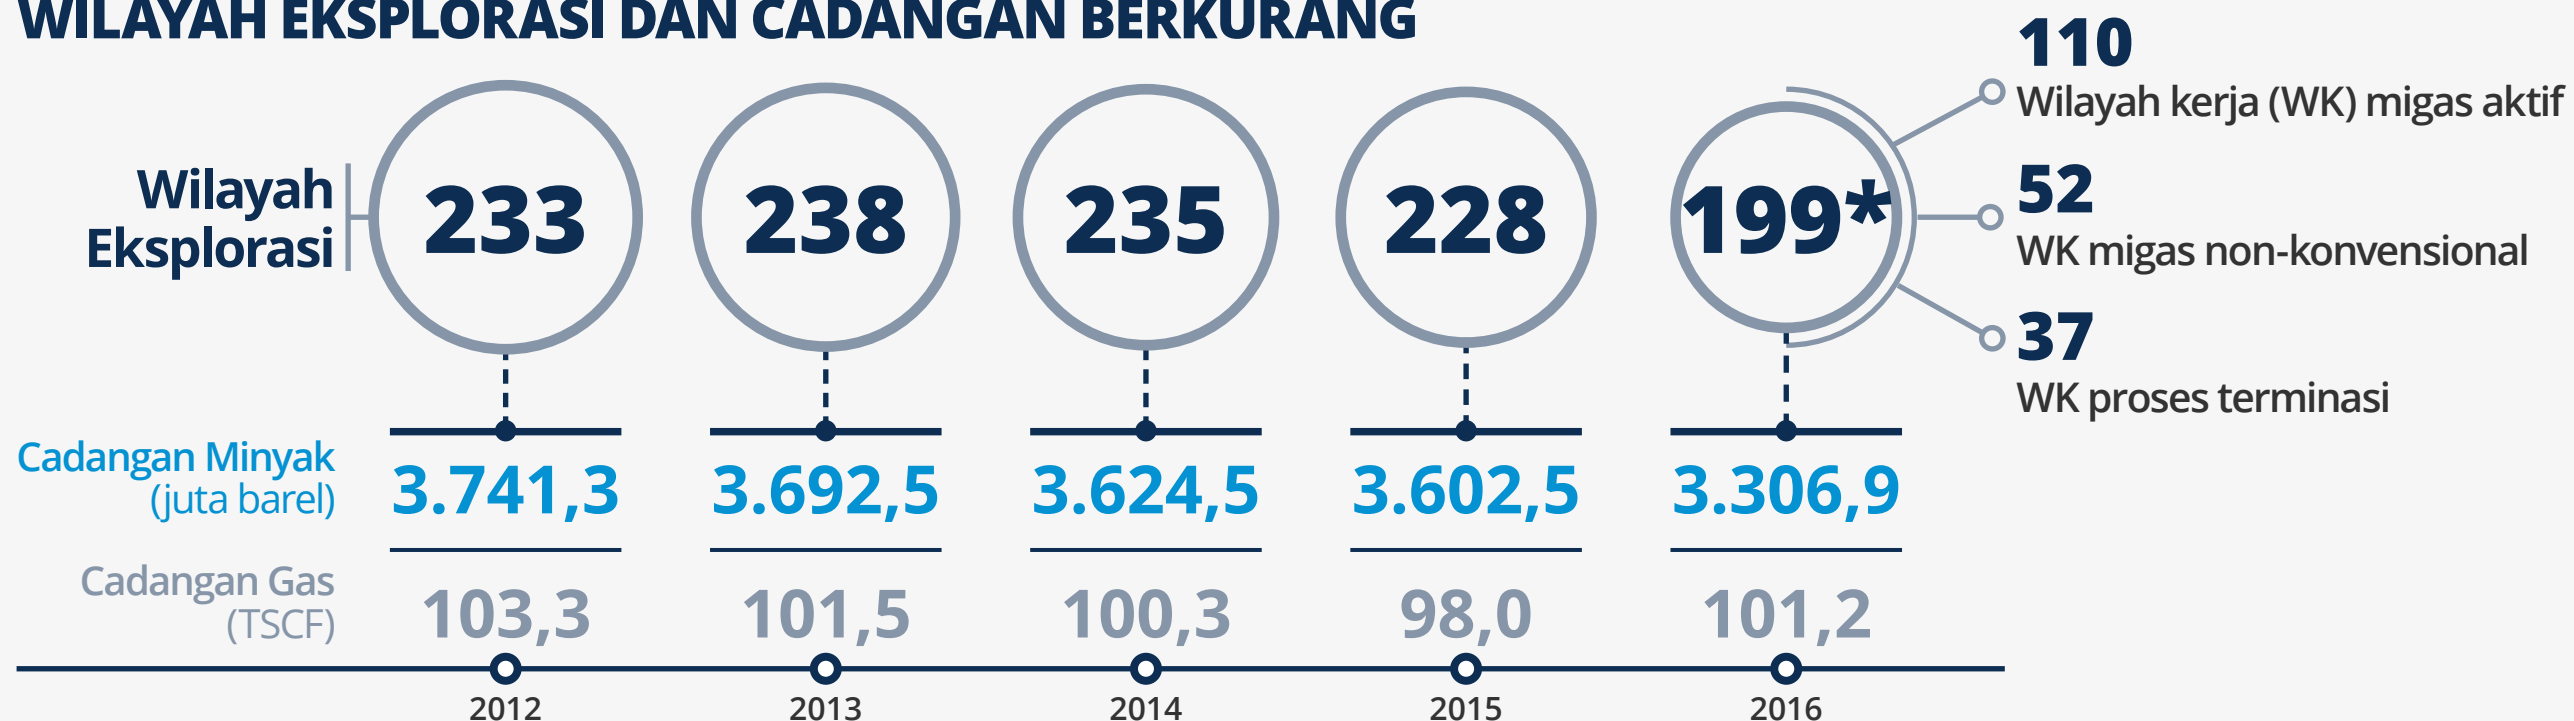 WILAYAH EKSPLORASI DAN CADANGAN BERKURANG
Wilayah
Eksplorasi
233
238
235
228
199*
110
Wilayah kerja (WK) migas aktif
52
WK migas non-konvensional
37
WK proses terminasi
Cadangan Minyak
(juta barel)
3.741,3
3.692,5
3.624,5
3.602,5
3.306,9
Cadangan Gas
(TSCF)
103,3
101,5
100,3
98,0
101,2
2012
2013
2014
2015
2016